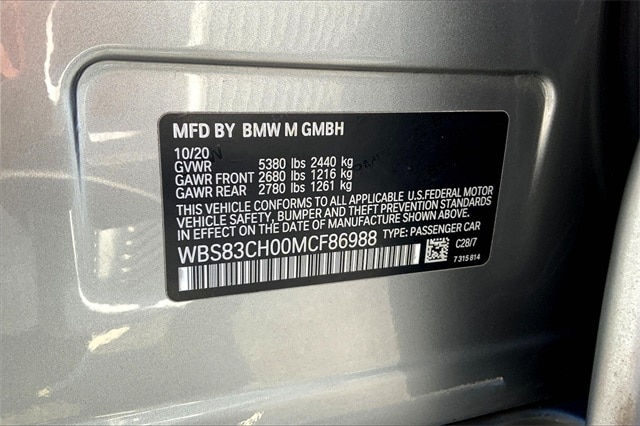 MFD BY BMW M GMBH
10/20
GVWR 5380 lbs 2440 kg
GAWR FRONT 2680 lbs 1216 kg
GAWR REAR 2780 lbs 1261 kg
THIS VEHICLE CONFORMS TO ALL APPLICABLE U.S.FEDERAL MOTOR
VEHICLE SAFETY, BUMPER AND THEFT PREVENTION STANDARDS
IN EFFECT ON THE DATE OF MANUFACTURE SHOWN ABOVE.
WBS83CH00MCF86988 TYPE: PASSENGER CAR
C28/7
7 315 814